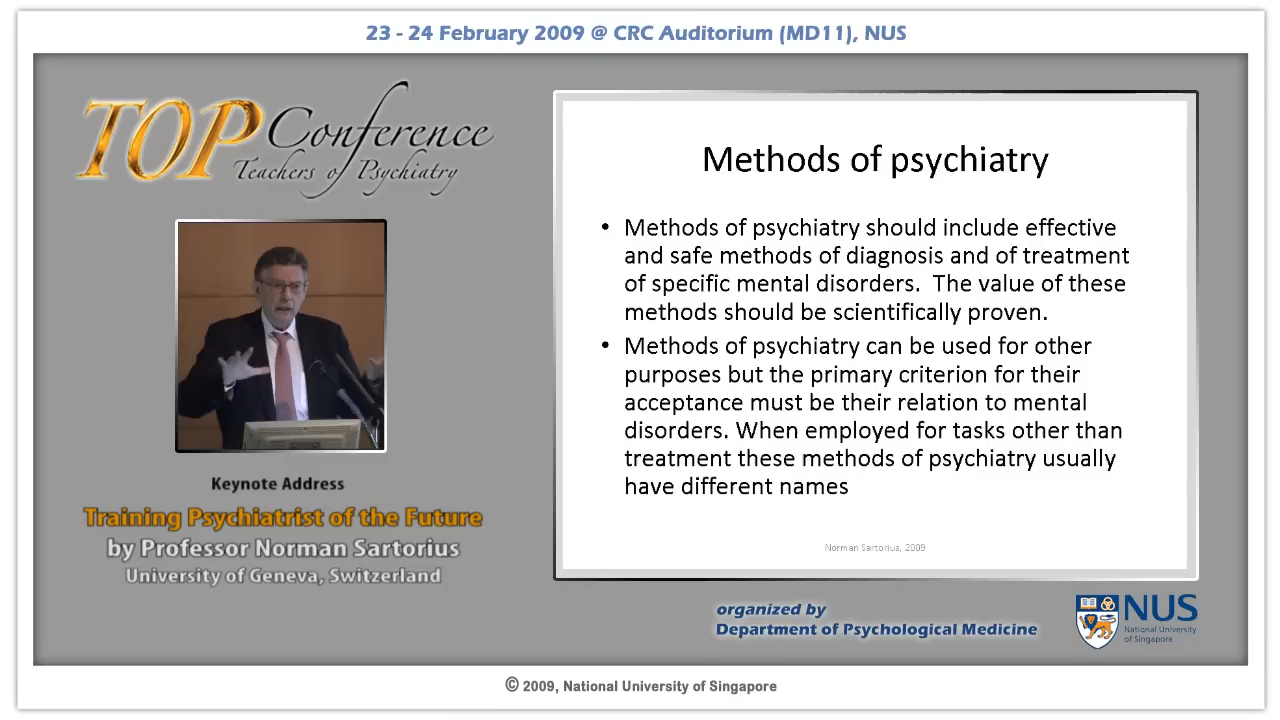 23 - 24 February 2009 @ CRC Auditorium (MD11), NUS
TOP Conference
Teachers of Psychiatry
Keynote Address
Training Psychiatrist of the Future
by Professor Norman Sartorius
University of Geneva, Switzerland
Methods of psychiatry
• Methods of psychiatry should include effective
and safe methods of diagnosis and of treatment
of specific mental disorders.  The value of these
methods should be scientifically proven.
• Methods of psychiatry can be used for other
purposes but the primary criterion for their
acceptance must be their relation to mental
disorders. When employed for tasks other than
treatment these methods of psychiatry usually
have different names
Norman Sartorius, 2009
organized by
Department of Psychological Medicine
NUS
National University
of Singapore
© 2009, National University of Singapore